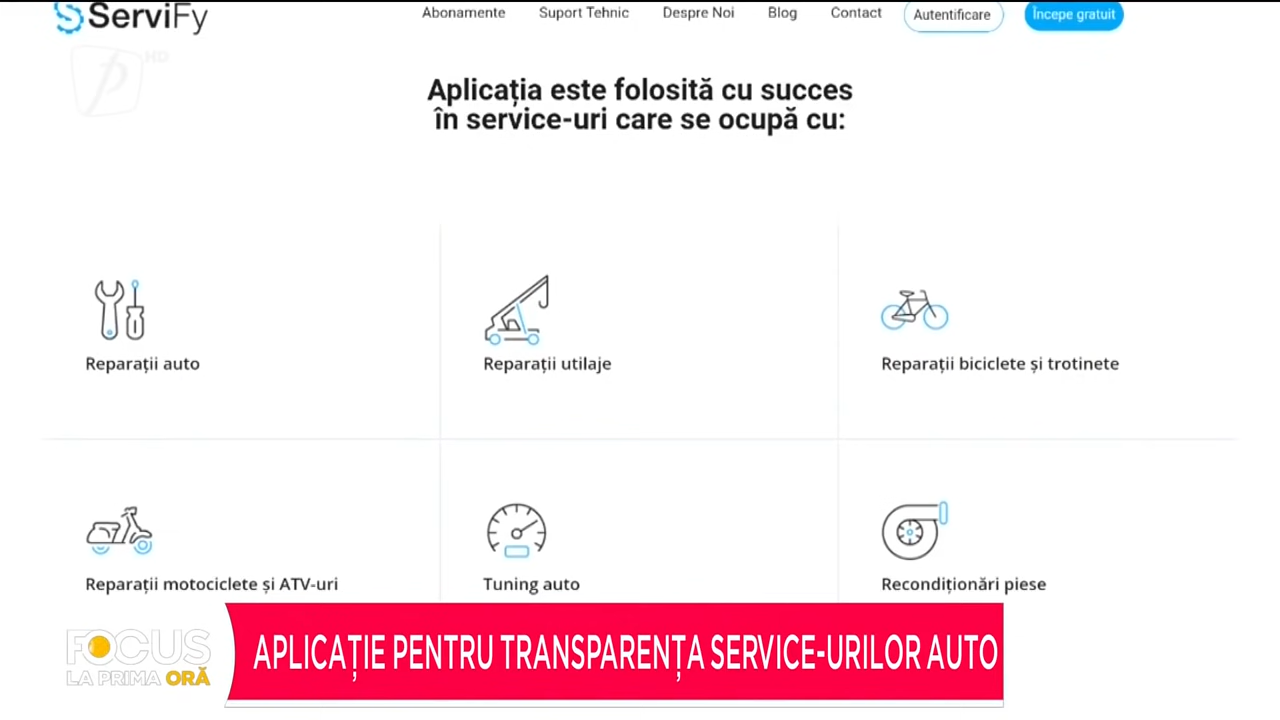 ServiFy
Abonamente Suport Tehnic Despre Noi Blog Contact Autentificare Începe gratuit
HD
Aplicația este folosită cu succes
în service-uri care se ocupă cu:
Reparații auto
Reparații utilaje
Reparații biciclete și trotinete
Reparații motociclete și ATV-uri
Tuning auto
Recondiționări piese
FOCUS
LA PRIMA ORĂ
APLICAȚIE PENTRU TRANSPARENȚA SERVICE-URILOR AUTO